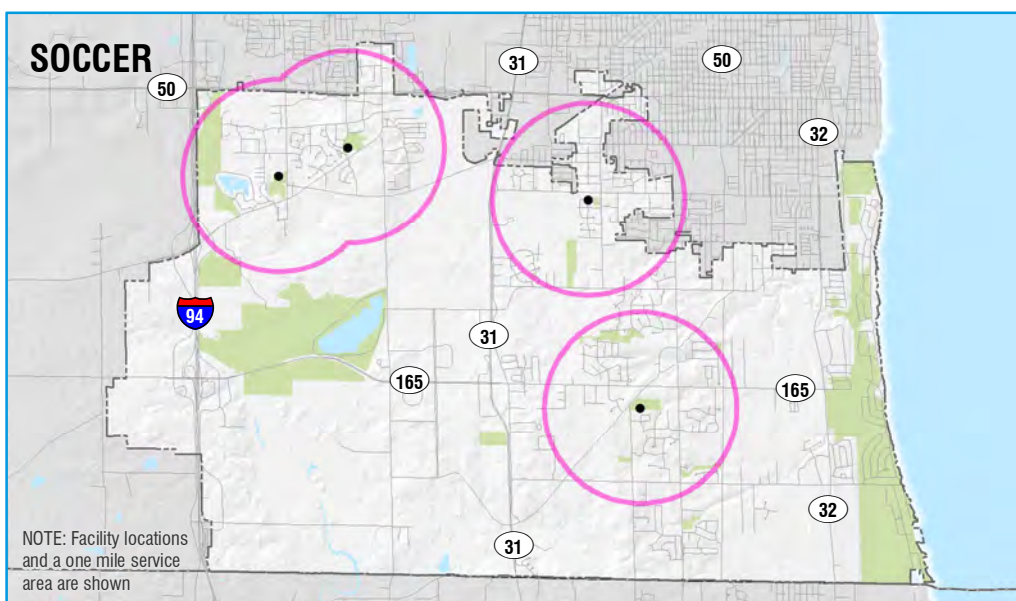 SOCCER
50
31
50
32
94
31
165
165
32
31
NOTE: Facility locations
and a one mile service
area are shown